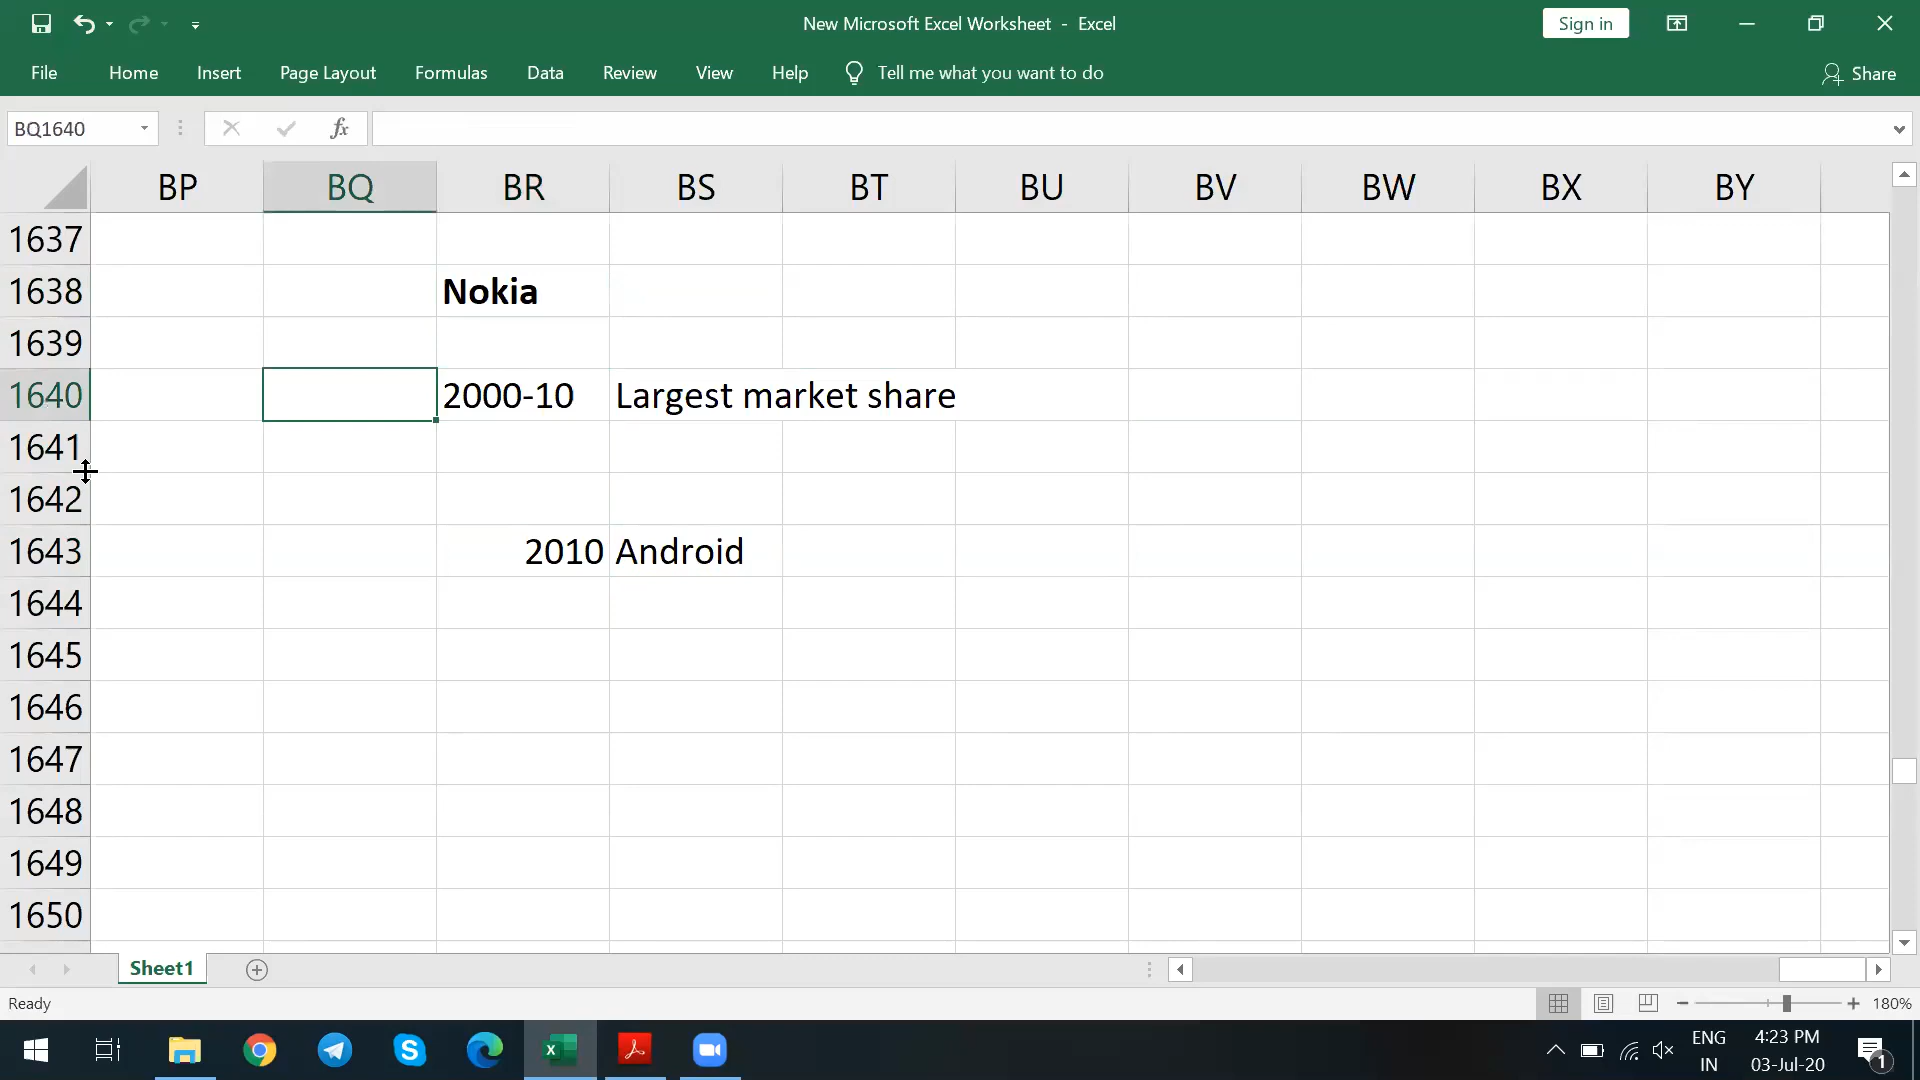 New Microsoft Excel Worksheet - Excel
Sign in
File Home Insert Page Layout Formulas Data Review View Help Tell me what you want to do
Share
BQ1640
fx
BP BQ BR BS BT BU BV BW BX BY
1637
1638 Nokia
1639
1640 2000-10 Largest market share
1641
1642
1643 2010 Android
1644
1645
1646
1647
1648
1649
1650
Sheet1
Ready
180%
ENG 4:23 PM
IN 03-Jul-20
1